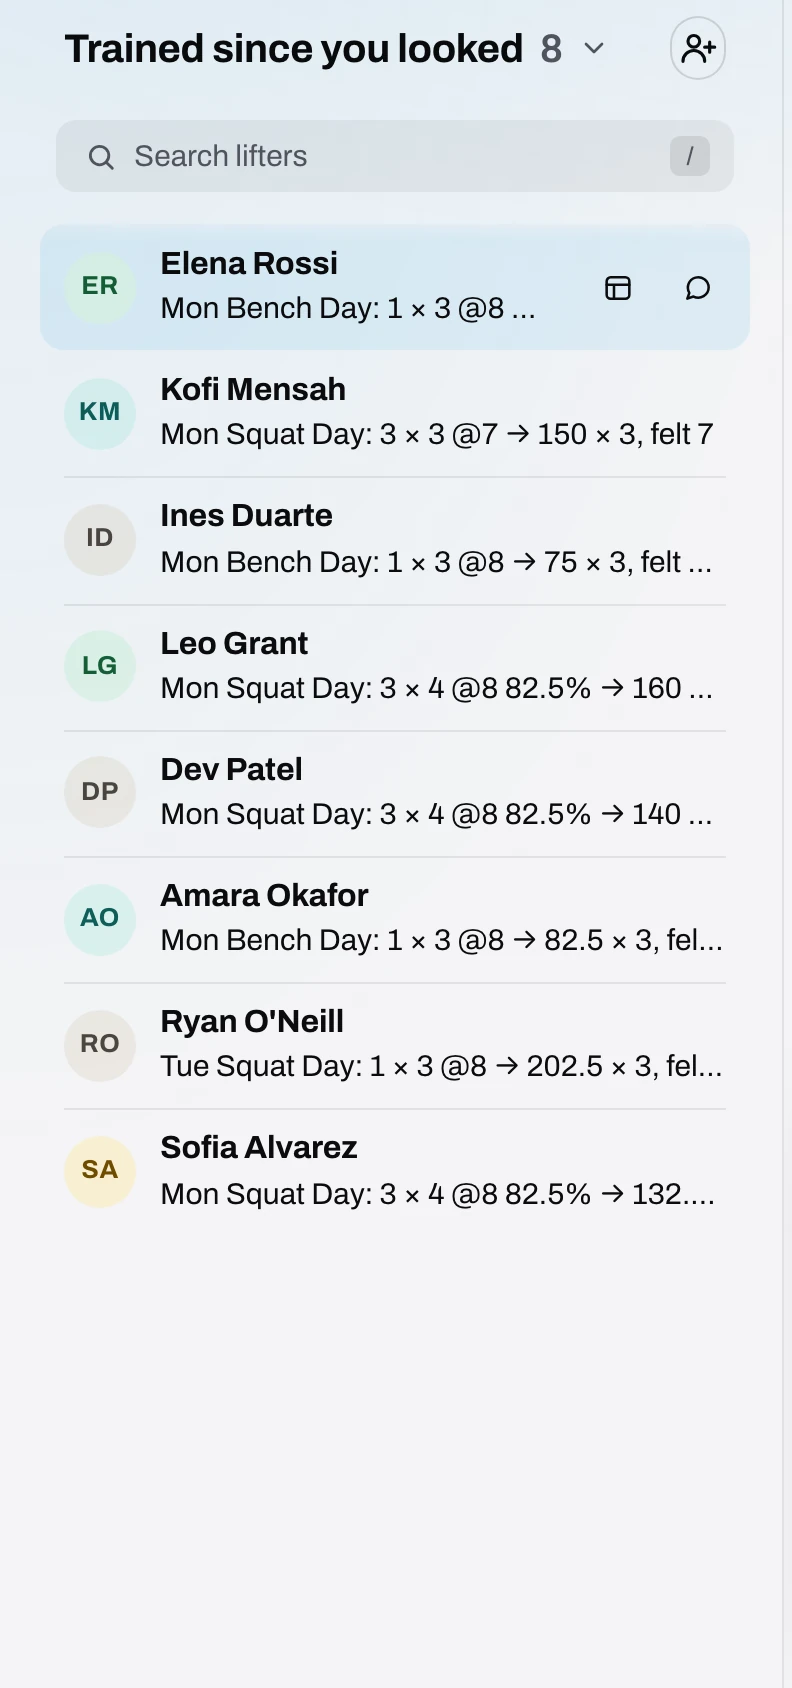 Trained since you looked 8
Search lifters /
ER
Elena Rossi
Mon Bench Day: 1 × 3 @8 ...
KM
Kofi Mensah
Mon Squat Day: 3 × 3 @7 → 150 × 3, felt 7
ID
Ines Duarte
Mon Bench Day: 1 × 3 @8 → 75 × 3, felt ...
LG
Leo Grant
Mon Squat Day: 3 × 4 @8 82.5% → 160 ...
DP
Dev Patel
Mon Squat Day: 3 × 4 @8 82.5% → 140 ...
AO
Amara Okafor
Mon Bench Day: 1 × 3 @8 → 82.5 × 3, fel...
RO
Ryan O'Neill
Tue Squat Day: 1 × 3 @8 → 202.5 × 3, fel...
SA
Sofia Alvarez
Mon Squat Day: 3 × 4 @8 82.5% → 132....